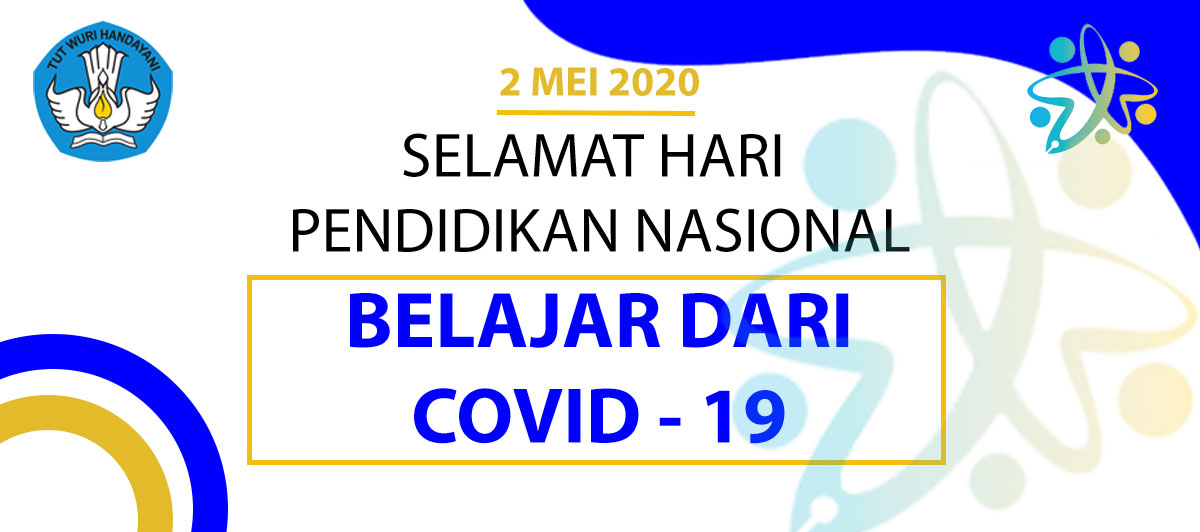 TUT WURI HANDAYANI
2 MEI 2020
SELAMAT HARI
PENDIDIKAN NASIONAL
BELAJAR DARI
COVID - 19